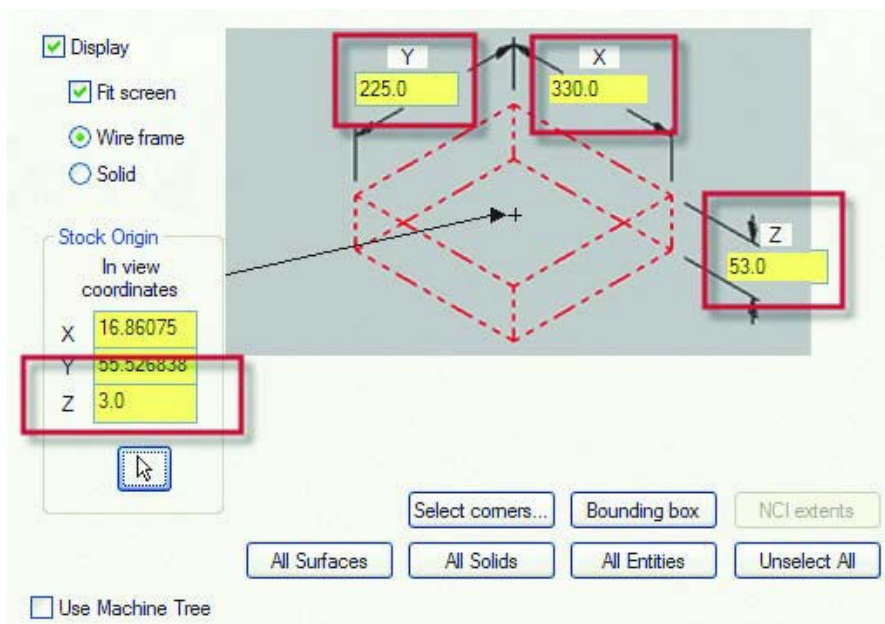 Display
Fit screen
Wire frame
Solid
Y
225.0
X
330.0
Z
53.0
Stock Origin
In view
coordinates
X 16.86075
Y 55.526838
Z 3.0
Select corners...
Bounding box
NCI extents
All Surfaces
All Solids
All Entities
Unselect All
Use Machine Tree